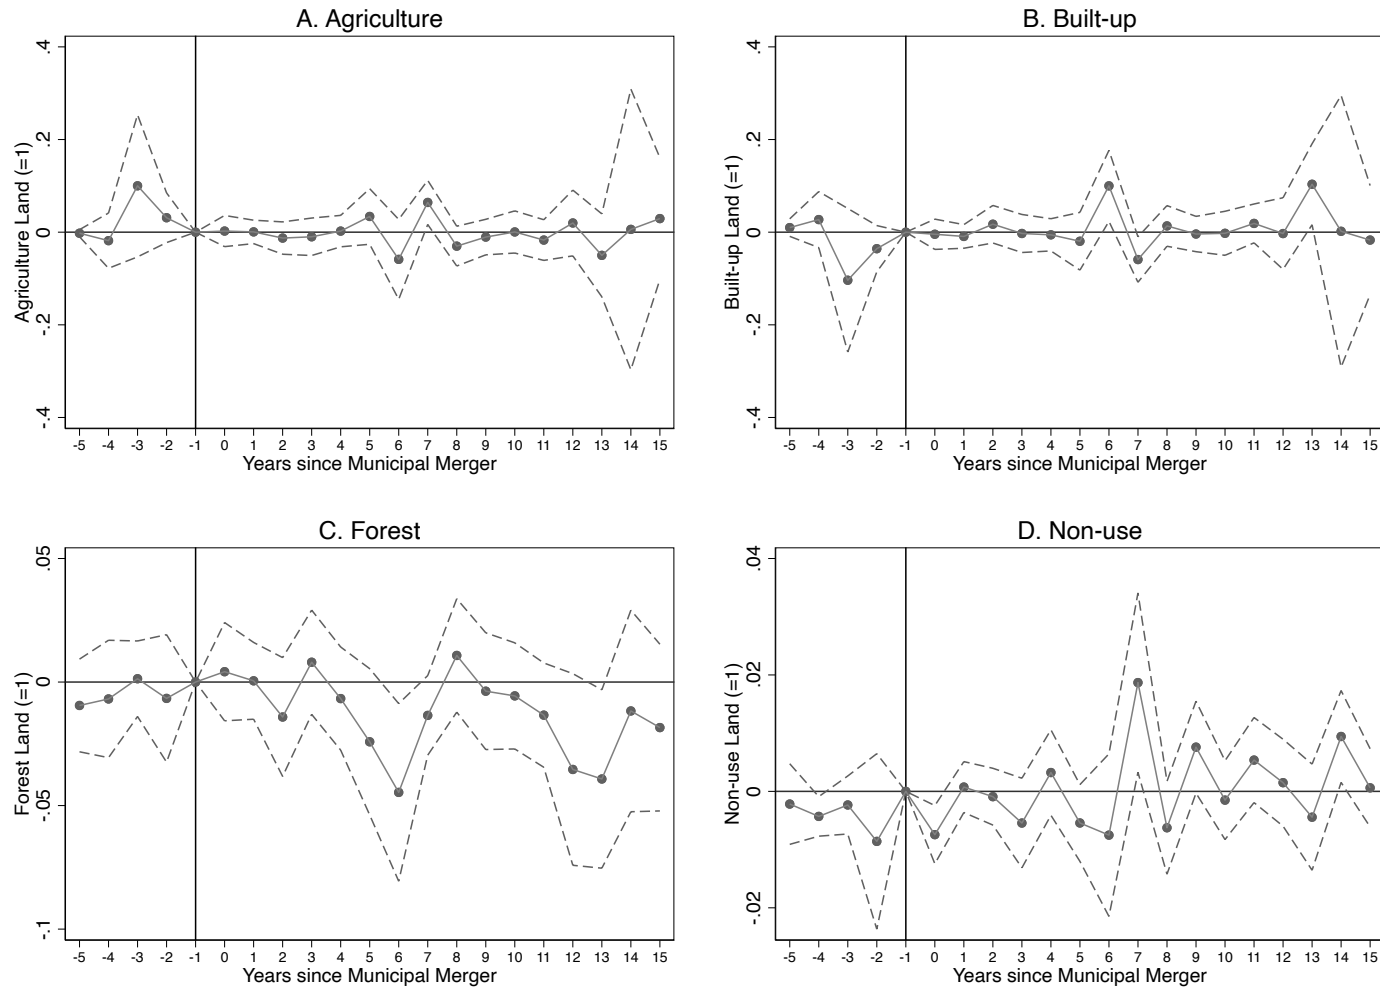 A. Agriculture
Agriculture Land (=1)
.4
.2
0
-.2
-.4
-5 -4 -3 -2 -1 0 1 2 3 4 5 6 7 8 9 10 11 12 13 14 15
Years since Municipal Merger
B. Built-up
Built-up Land (=1)
.4
.2
0
-.2
-.4
-5 -4 -3 -2 -1 0 1 2 3 4 5 6 7 8 9 10 11 12 13 14 15
Years since Municipal Merger
C. Forest
Forest Land (=1)
.05
0
-.05
-.1
-5 -4 -3 -2 -1 0 1 2 3 4 5 6 7 8 9 10 11 12 13 14 15
Years since Municipal Merger
D. Non-use
Non-use Land (=1)
.04
.02
0
-.02
-5 -4 -3 -2 -1 0 1 2 3 4 5 6 7 8 9 10 11 12 13 14 15
Years since Municipal Merger